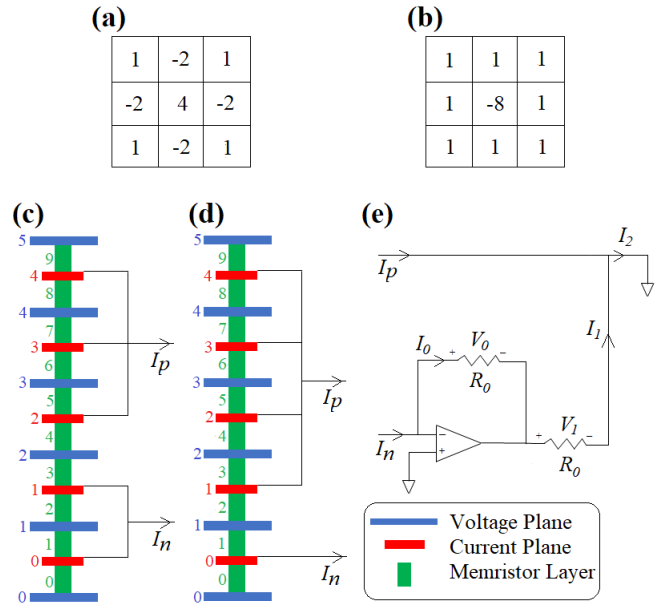 (a)
1 -2 1
-2 4 -2
1 -2 1
(b)
1 1 1
1 -8 1
1 1 1
(c)
5
9
4
8
4
7
3
6
3
5
2
4
2
3
1
2
1
1
0
0
0
I_p
I_n
(d)
5
9
4
8
4
7
3
6
3
5
2
4
2
3
1
2
1
1
0
0
0
I_p
I_n
(e)
I_2
I_p
I_1
I_0
+ V_0 −
R_0
I_n
−
+
+ V_1 −
R_0
Voltage Plane
Current Plane
Memristor Layer